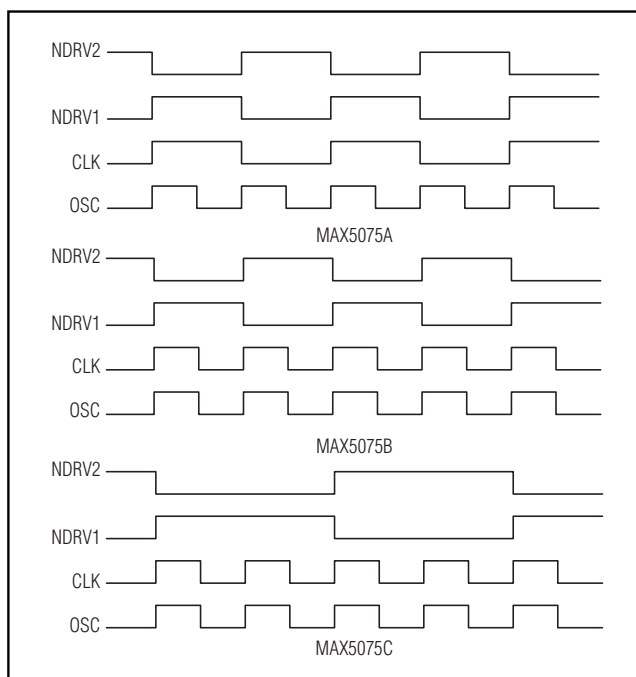 NDRV2
NDRV1
CLK
OSC
MAX5075A
NDRV2
NDRV1
CLK
OSC
MAX5075B
NDRV2
NDRV1
CLK
OSC
MAX5075C